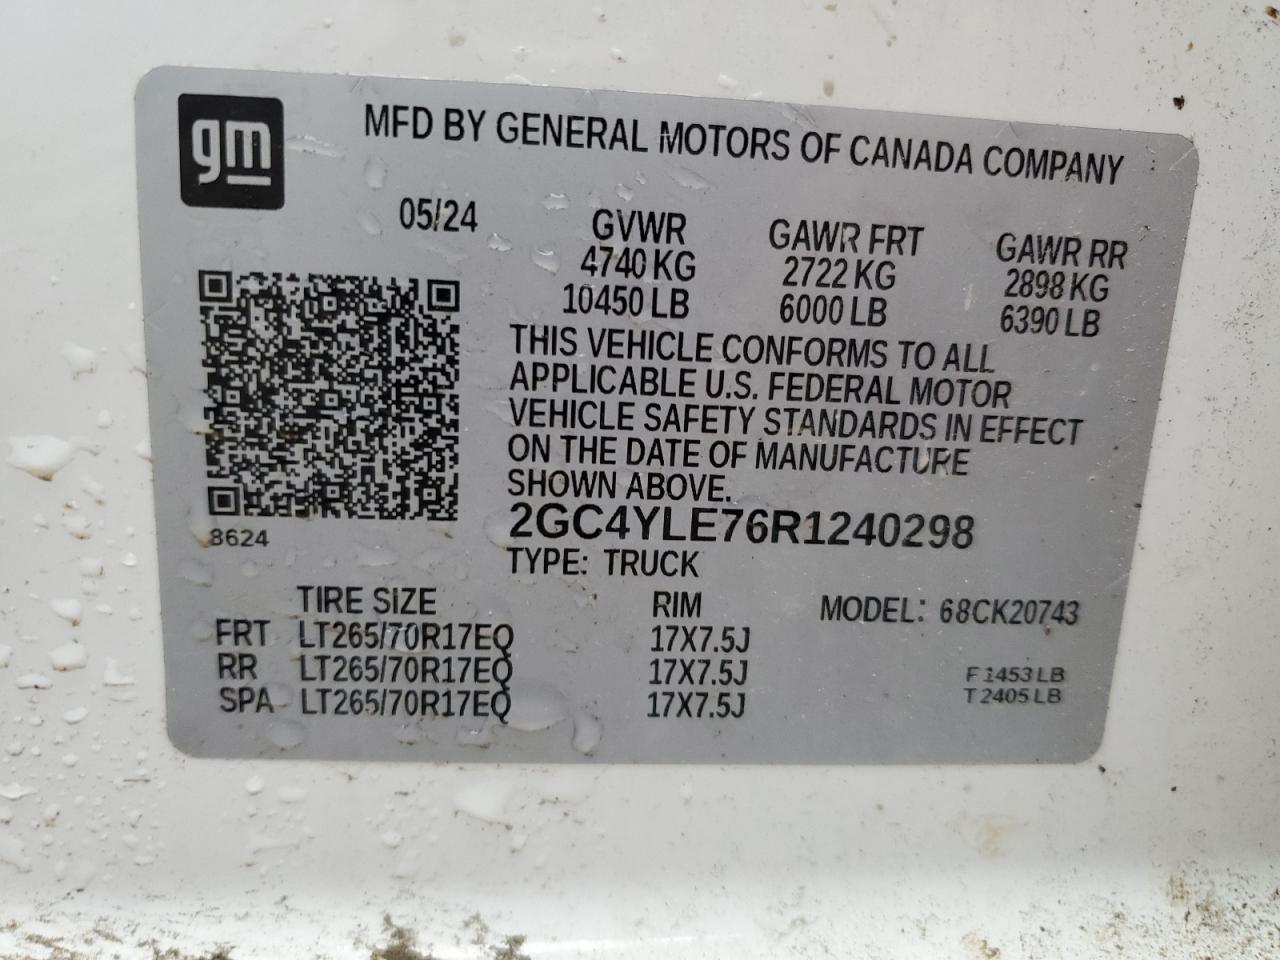 gm
MFD BY GENERAL MOTORS OF CANADA COMPANY
05/24 GVWR GAWR FRT GAWR RR
4740 KG 2722 KG 2898 KG
10450 LB 6000 LB 6390 LB
THIS VEHICLE CONFORMS TO ALL
APPLICABLE U.S. FEDERAL MOTOR
VEHICLE SAFETY STANDARDS IN EFFECT
ON THE DATE OF MANUFACTURE
SHOWN ABOVE.
2GC4YLE76R1240298
8624
TYPE: TRUCK
TIRE SIZE RIM MODEL: 68CK20743
FRT LT265/70R17EQ 17X7.5J
RR LT265/70R17EQ 17X7.5J F 1453 LB
SPA LT265/70R17EQ 17X7.5J T 2405 LB